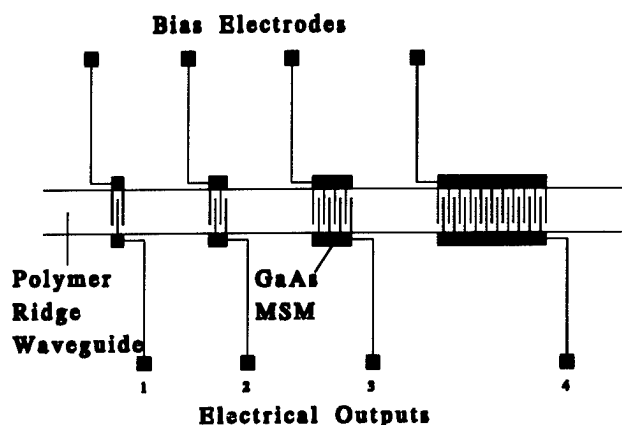 Bias Electrodes
Polymer
Ridge
Waveguide
GaAs
MSM
1 2 3 4
Electrical Outputs